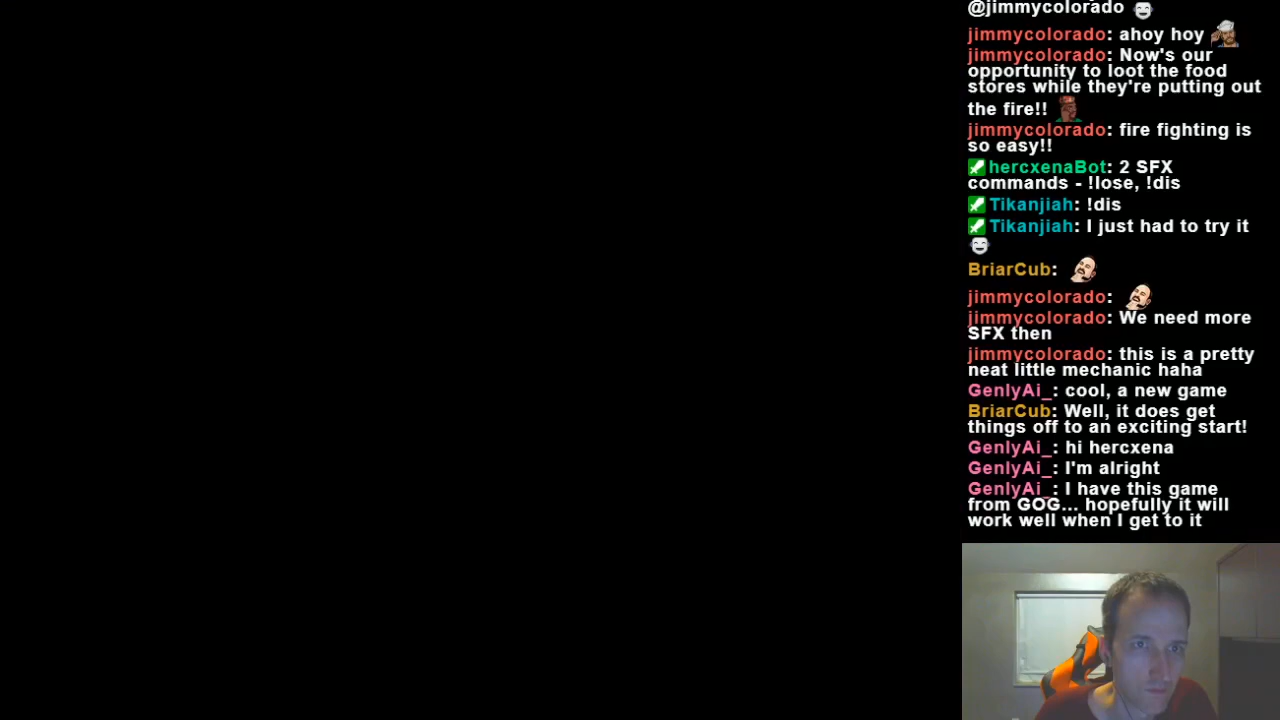 @jimmycolorado
jimmycolorado: ahoy hoy
jimmycolorado: Now's our
opportunity to loot the food
stores while they're putting out
the fire!!
jimmycolorado: fire fighting is
so easy!!
hercxenaBot: 2 SFX
commands - !lose, !dis
Tikanjiah: !dis
Tikanjiah: I just had to try it
BriarCub:
jimmycolorado:
jimmycolorado: We need more
SFX then
jimmycolorado: this is a pretty
neat little mechanic haha
GenlyAi_: cool, a new game
BriarCub: Well, it does get
things off to an exciting start!
GenlyAi_: hi hercxena
GenlyAi_: I'm alright
GenlyAi_: I have this game
from GOG... hopefully it will
work well when I get to it